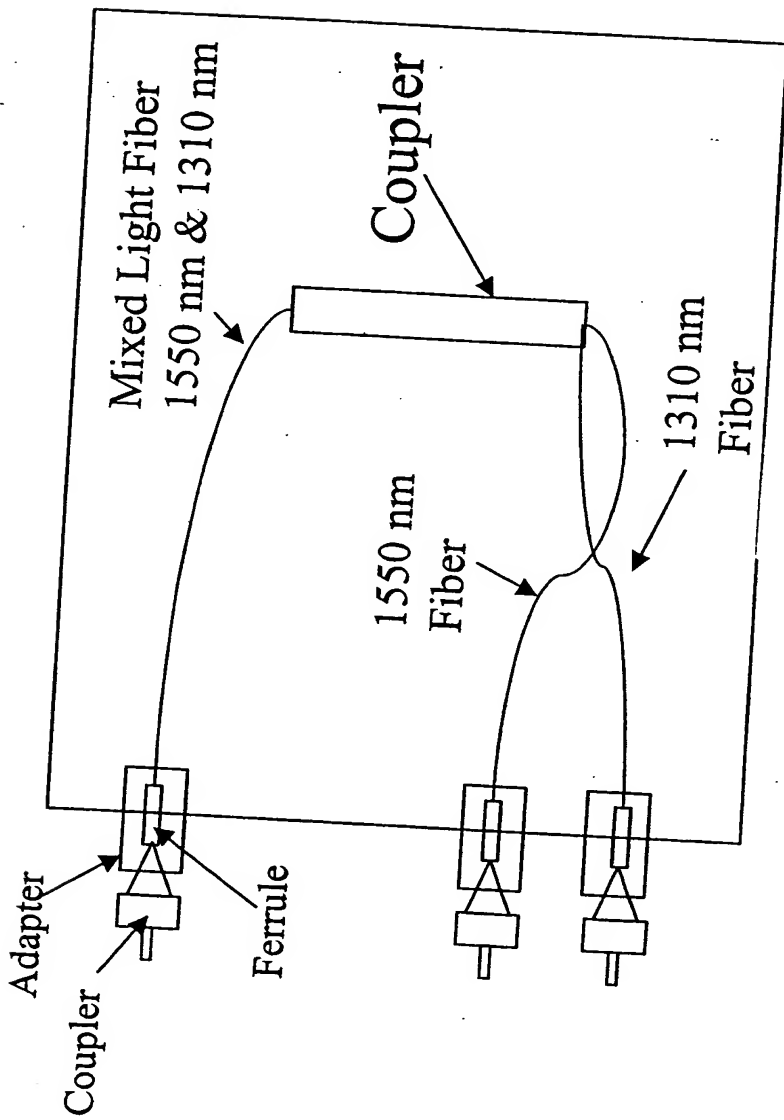 Mixed Light Fiber
1550 nm & 1310 nm
Coupler
1550 nm
Fiber
1310 nm
Fiber
Adapter
Coupler
Ferrule